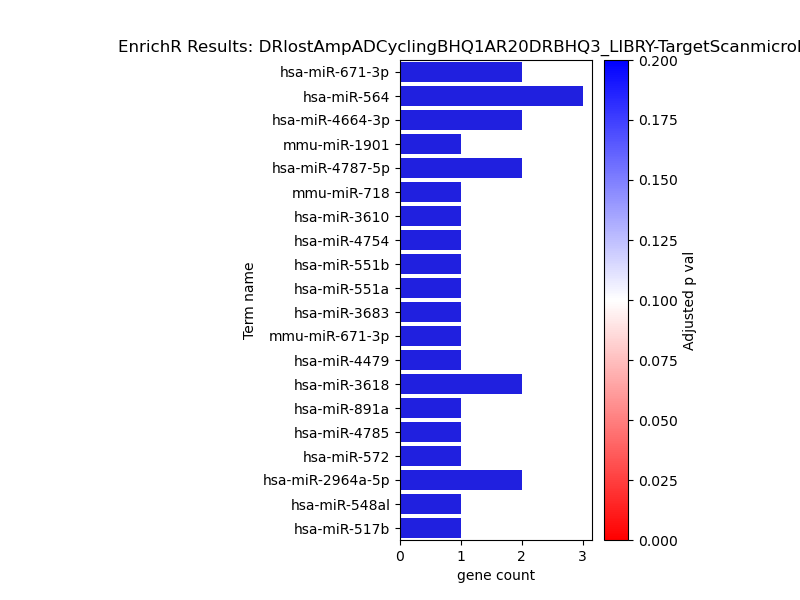 EnrichR Results: DRlostAmpADCyclingBHQ1AR20DRBHQ3_LIBRY-TargetScanmicroI
hsa-miR-671-3p
hsa-miR-564
hsa-miR-4664-3p
mmu-miR-1901
hsa-miR-4787-5p
mmu-miR-718
hsa-miR-3610
hsa-miR-4754
hsa-miR-551b
hsa-miR-551a
hsa-miR-3683
mmu-miR-671-3p
hsa-miR-4479
hsa-miR-3618
hsa-miR-891a
hsa-miR-4785
hsa-miR-572
hsa-miR-2964a-5p
hsa-miR-548al
hsa-miR-517b
Term name
0 1 2 3
gene count
0.200
0.175
0.150
0.125
0.100
0.075
0.050
0.025
0.000
Adjusted p val